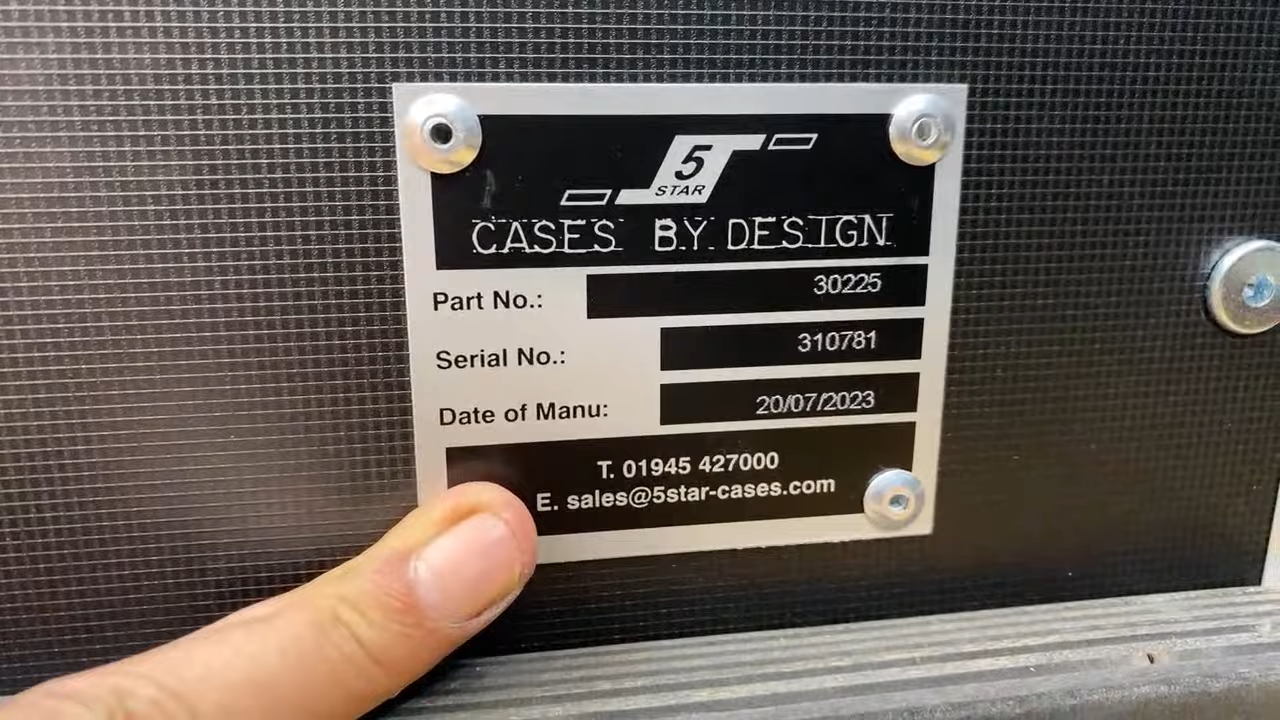 5
STAR
CASES BY DESIGN
Part No.: 30225
Serial No.: 310781
Date of Manu: 20/07/2023
T. 01945 427000
E. sales@5star-cases.com